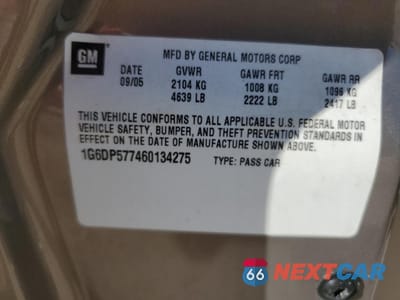 GM
MFD BY GENERAL MOTORS CORP
DATE GVWR GAWR FRT GAWR RR
09/05 2104 KG 1008 KG 1096 KG
4639 LB 2222 LB 2417 LB
THIS VEHICLE CONFORMS TO ALL APPLICABLE U.S. FEDERAL MOTOR
VEHICLE SAFETY, BUMPER, AND THEFT PREVENTION STANDARDS
IN EFFECT ON THE DATE OF MANUFACTURE SHOWN ABOVE.
1G6DP577460134275 TYPE: PASS CAR
66 NEXTCAR